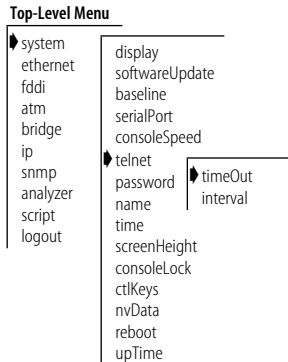 Top-Level Menu
system
ethernet
fddi
atm
bridge
ip
snmp
analyzer
script
logout
display
softwareUpdate
baseline
serialPort
consoleSpeed
telnet
password
name
time
screenHeight
consoleLock
ctlKeys
nvData
reboot
upTime
timeOut
interval